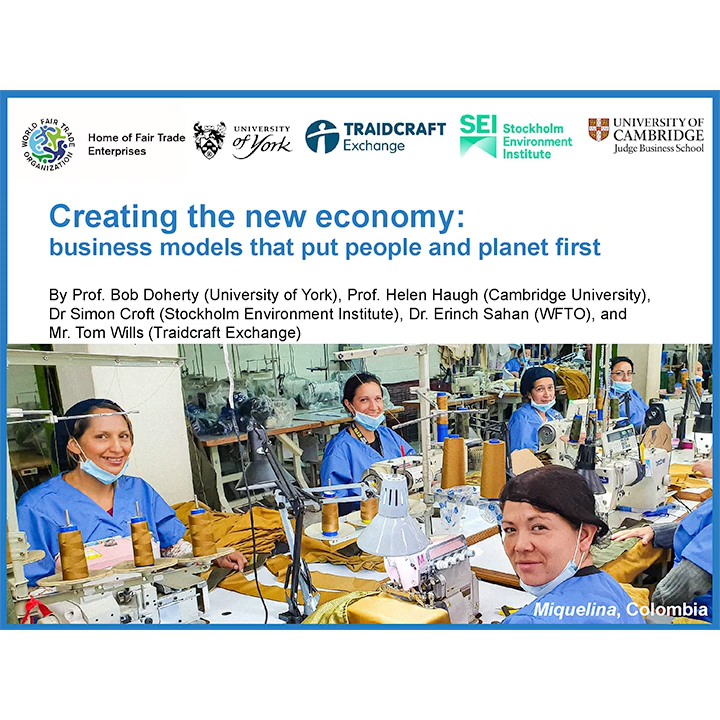 WORLD FAIR TRADE ORGANIZATION
Home of Fair Trade
Enterprises
UNIVERSITY
of York
TRAIDCRAFT
Exchange
SEI
Stockholm
Environment
Institute
UNIVERSITY OF
CAMBRIDGE
Judge Business School
Creating the new economy:
business models that put people and planet first
By Prof. Bob Doherty (University of York), Prof. Helen Haugh (Cambridge University),
Dr Simon Croft (Stockholm Environment Institute), Dr. Erinch Sahan (WFTO), and
Mr. Tom Wills (Traidcraft Exchange)
Miquelina, Colombia